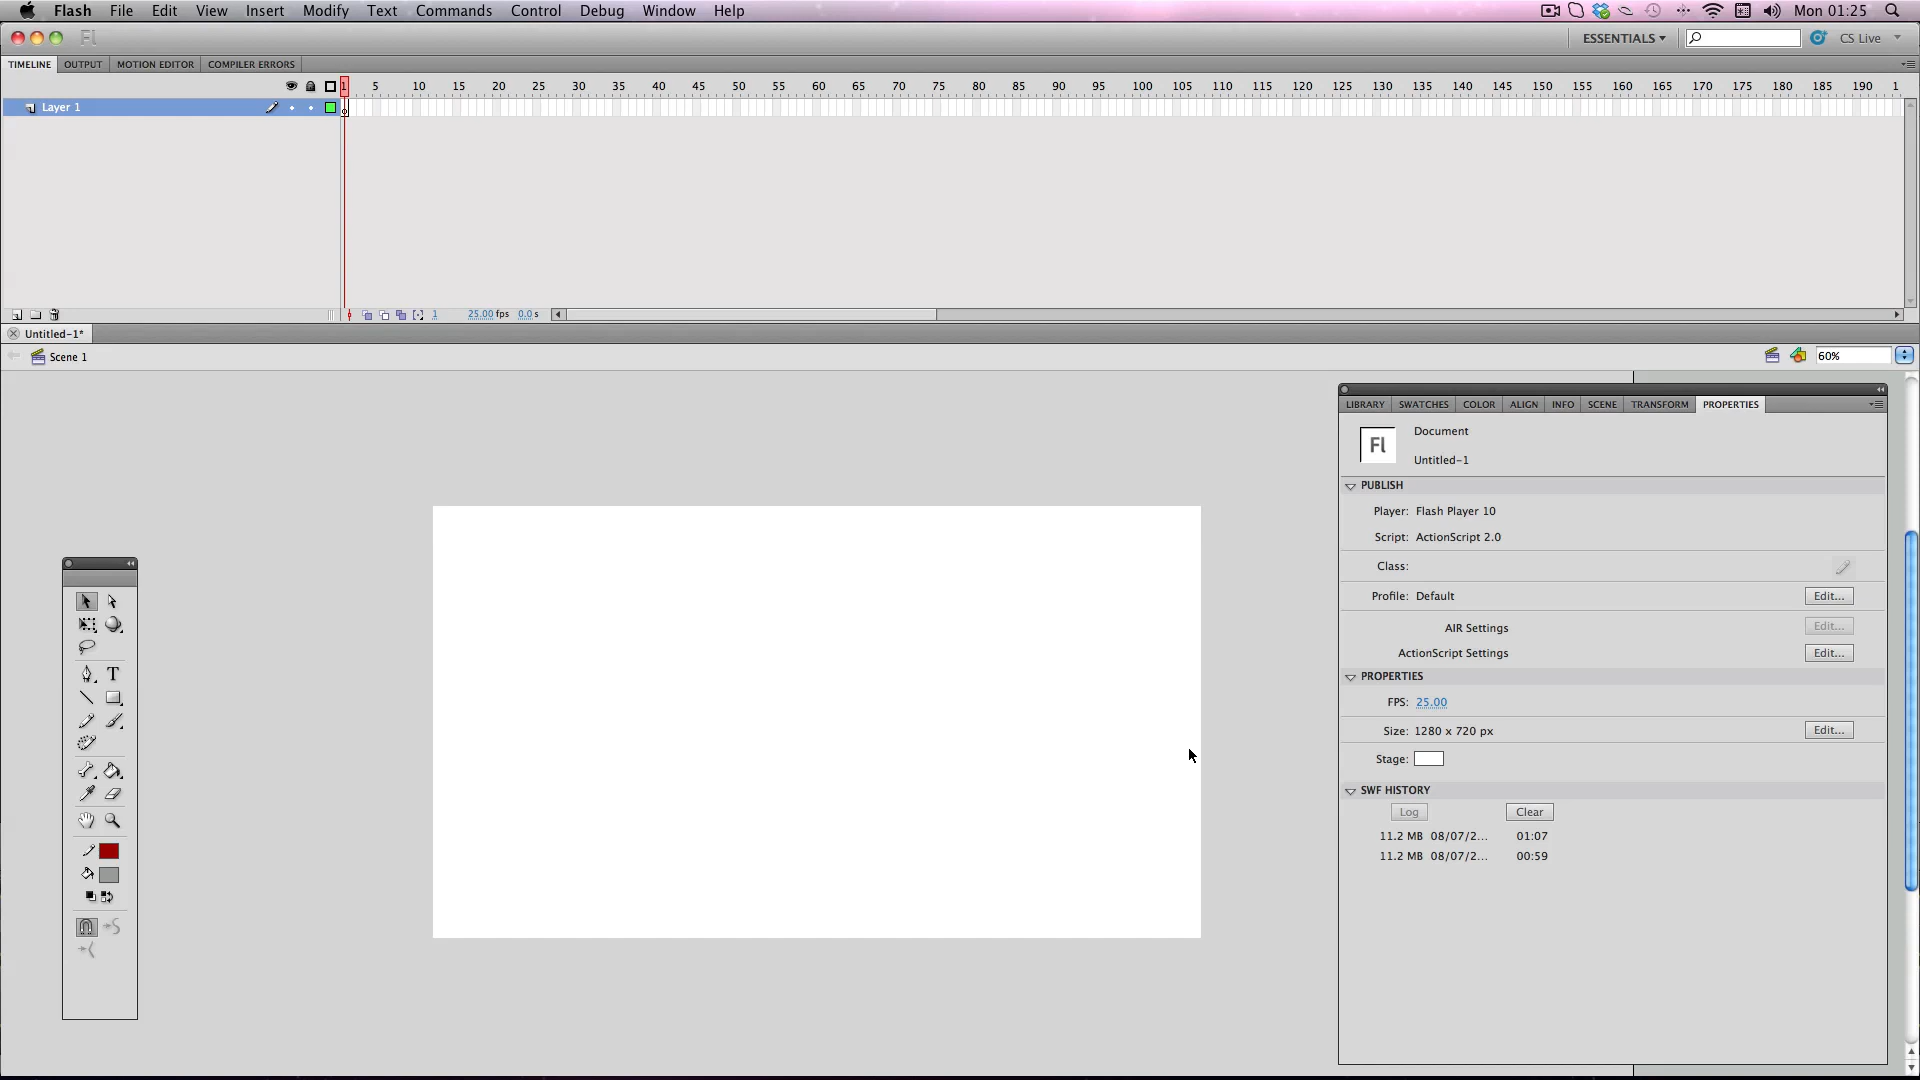 Flash File Edit View Insert Modify Text Commands Control Debug Window Help Mon 01:25
Fl ESSENTIALS CS Live
TIMELINE OUTPUT MOTION EDITOR COMPILER ERRORS
1 5 10 15 20 25 30 35 40 45 50 55 60 65 70 75 80 85 90 95 100 105 110 115 120 125 130 135 140 145 150 155 160 165 170 175 180 185 190 1
Layer 1
1 25.00 fps 0.0 s
Untitled-1*
Scene 1 60%
LIBRARY SWATCHES COLOR ALIGN INFO SCENE TRANSFORM PROPERTIES
Fl Document
Untitled-1
PUBLISH
Player: Flash Player 10
Script: ActionScript 2.0
Class:
Profile: Default Edit...
AIR Settings Edit...
ActionScript Settings Edit...
PROPERTIES
FPS: 25.00
Size: 1280 x 720 px Edit...
Stage:
SWF HISTORY
Log Clear
11.2 MB 08/07/2... 01:07
11.2 MB 08/07/2... 00:59
T